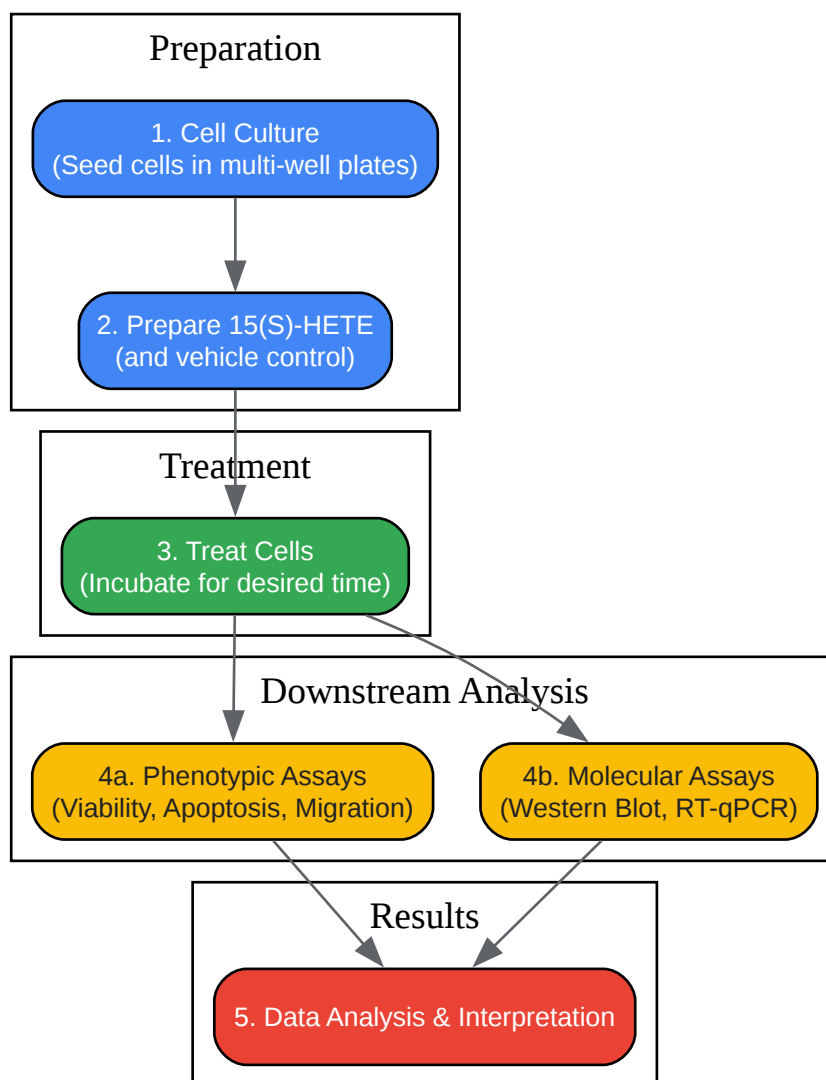 Preparation
1. Cell Culture
(Seed cells in multi-well plates)
2. Prepare 15(S)-HETE
(and vehicle control)
Treatment
3. Treat Cells
(Incubate for desired time)
Downstream Analysis
4a. Phenotypic Assays
(Viability, Apoptosis, Migration)
4b. Molecular Assays
(Western Blot, RT-qPCR)
Results
5. Data Analysis & Interpretation